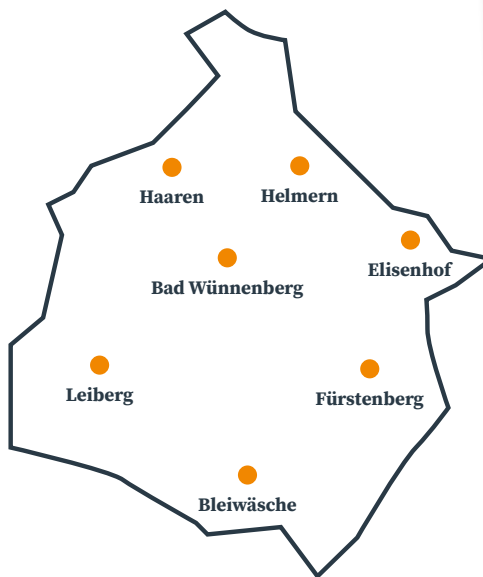 Haaren
Helmern
Elisenhof
Bad Wünnenberg
Leiberg
Fürstenberg
Bleiwäsche